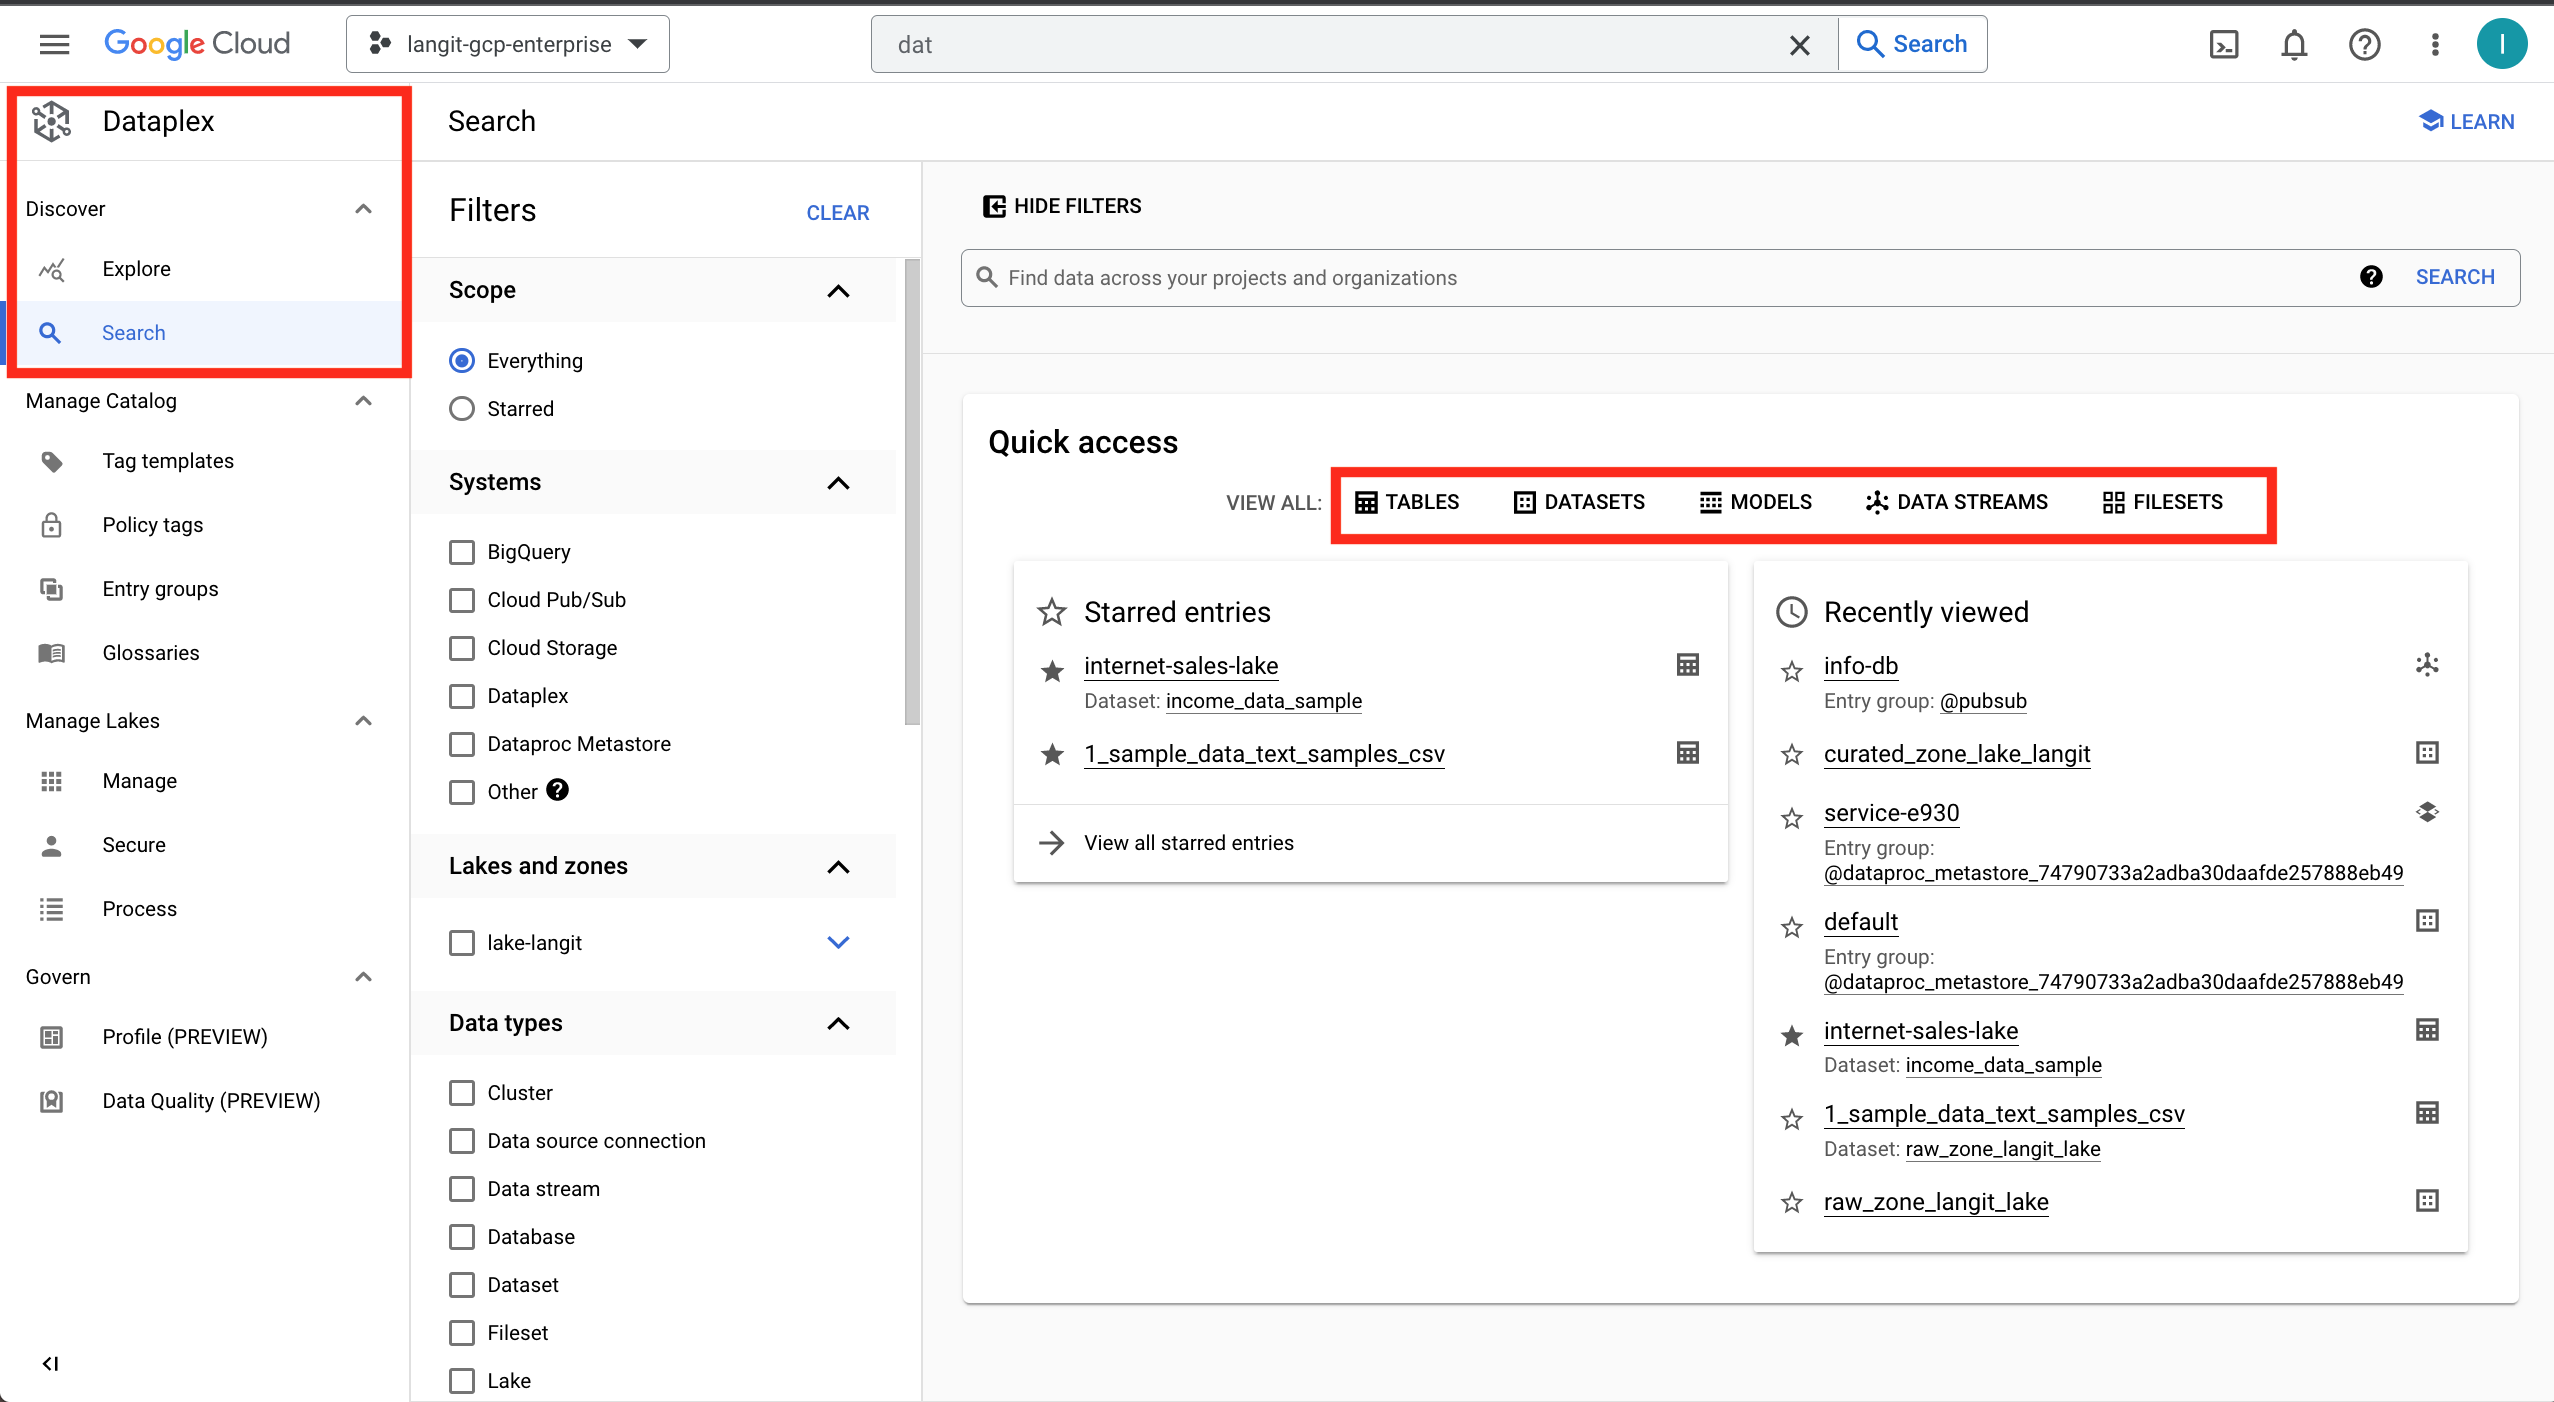 Google Cloud
langit-gcp-enterprise
dat
Search
I
Dataplex
Discover
Explore
Search
Manage Catalog
Tag templates
Policy tags
Entry groups
Glossaries
Manage Lakes
Manage
Secure
Process
Govern
Profile (PREVIEW)
Data Quality (PREVIEW)
Search
LEARN
Filters
CLEAR
Scope
Everything
Starred
Systems
BigQuery
Cloud Pub/Sub
Cloud Storage
Dataplex
Dataproc Metastore
Other
Lakes and zones
lake-langit
Data types
Cluster
Data source connection
Data stream
Database
Dataset
Fileset
Lake
HIDE FILTERS
Find data across your projects and organizations
SEARCH
Quick access
VIEW ALL: TABLES DATASETS MODELS DATA STREAMS FILESETS
Starred entries
internet-sales-lake
Dataset: income_data_sample
1_sample_data_text_samples_csv
View all starred entries
Recently viewed
info-db
Entry group: @pubsub
curated_zone_lake_langit
service-e930
Entry group:
@dataproc_metastore_74790733a2adba30daafde257888eb49
default
Entry group:
@dataproc_metastore_74790733a2adba30daafde257888eb49
internet-sales-lake
Dataset: income_data_sample
1_sample_data_text_samples_csv
Dataset: raw_zone_langit_lake
raw_zone_langit_lake